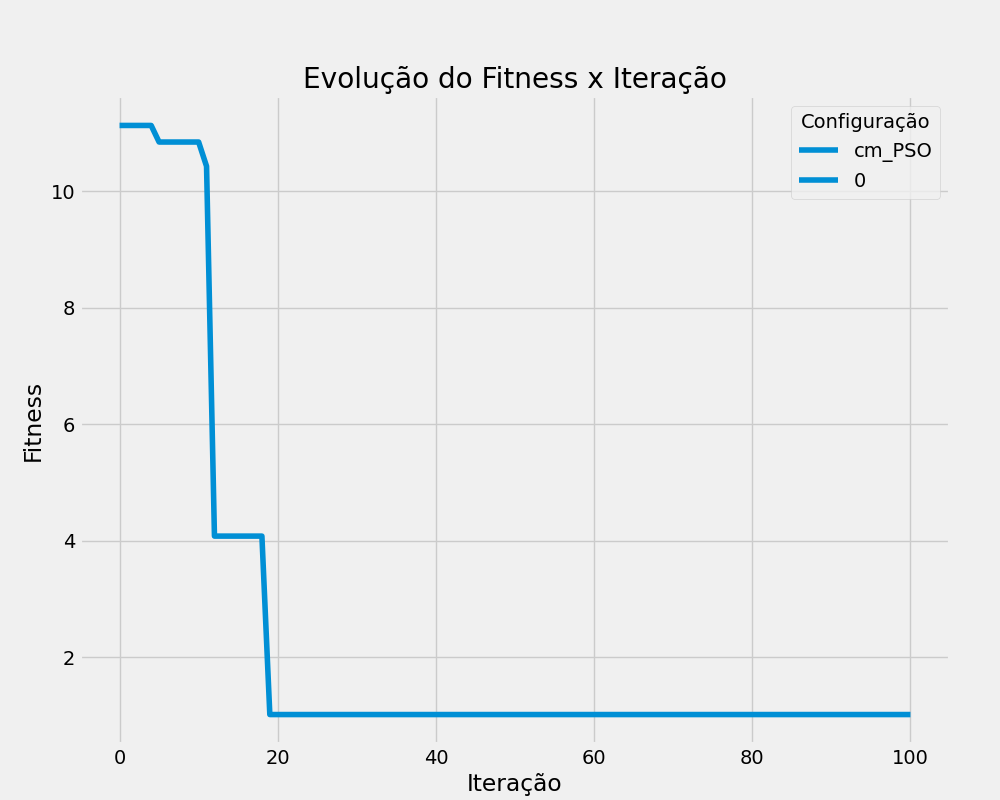 Evolução do Fitness x Iteração
Configuração
cm_PSO
0
Fitness
10
8
6
4
2
0 20 40 60 80 100
Iteração